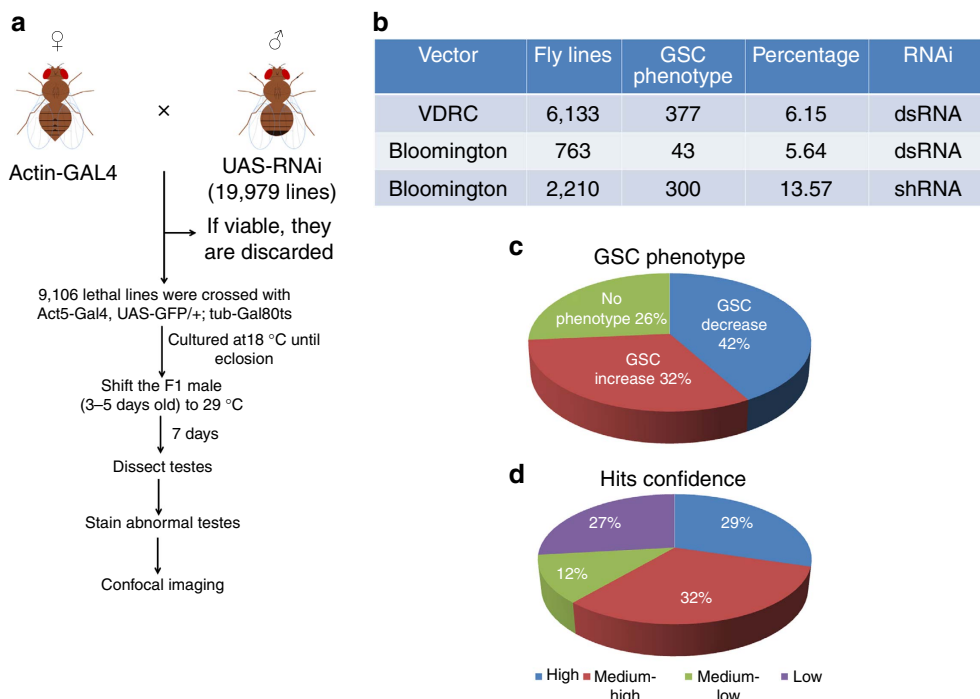 a
♀
♂
×
Actin-GAL4
UAS-RNAi
(19,979 lines)
If viable, they
are discarded
9,106 lethal lines were crossed with
Act5-Gal4, UAS-GFP/+; tub-Gal80ts
Cultured at18 °C until
eclosion
Shift the F1 male
(3–5 days old) to 29 °C
7 days
Dissect testes
Stain abnormal testes
Confocal imaging
b
Vector Fly lines GSC phenotype Percentage RNAi
VDRC 6,133 377 6.15 dsRNA
Bloomington 763 43 5.64 dsRNA
Bloomington 2,210 300 13.57 shRNA
c
GSC phenotype
No
phenotype 26%
GSC
decrease
42%
GSC
increase 32%
d
Hits confidence
27%
29%
12%
32%
High Medium-high Medium-low Low